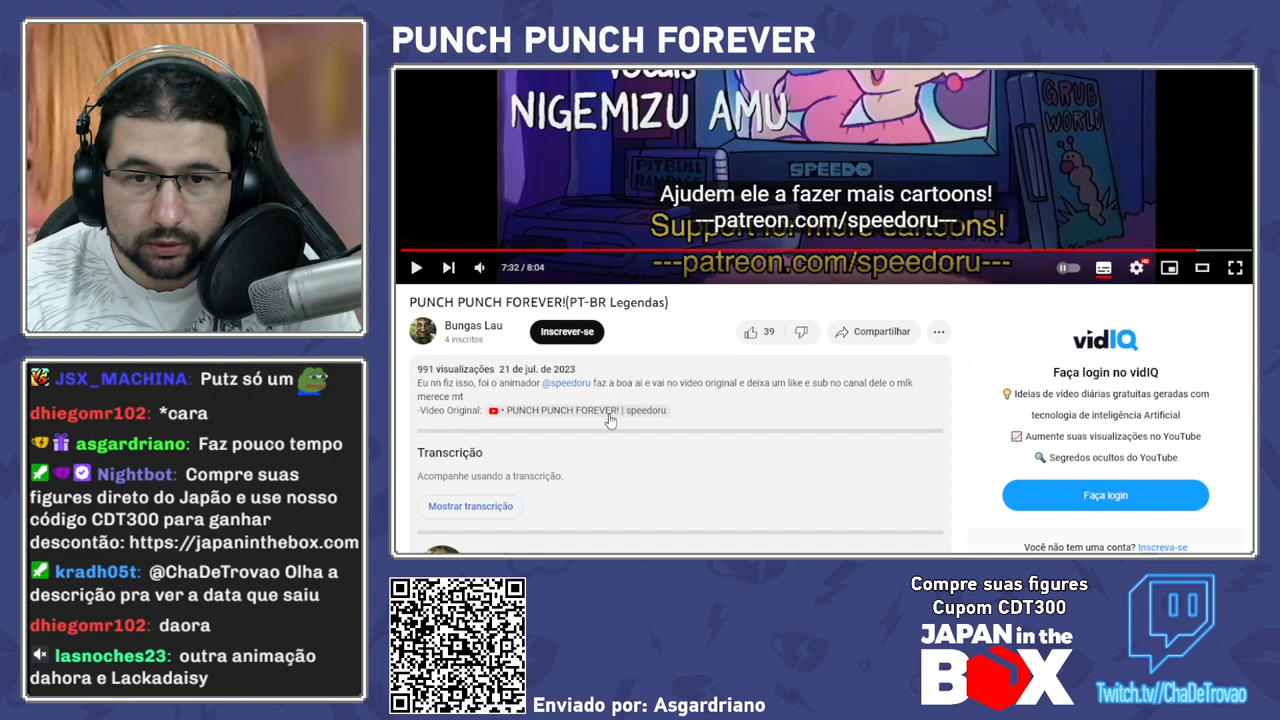 PUNCH PUNCH FOREVER
Vocals
NIGEMIZU AMU
GRUB
WORLD
PITBULL
RAMPAGE
SPEEDO
Ajudem ele a fazer mais cartoons!
---patreon.com/speedoru---
Support for more cartoons!
---patreon.com/speedoru---
7:32 / 8:04
HD
PUNCH PUNCH FOREVER!(PT-BR Legendas)
Bungas Lau
4 inscritos
Inscrever-se
39
Compartilhar
991 visualizações 21 de jul. de 2023
Eu nn fiz isso, foi o animador @speedoru faz a boa ai e vai no video original e deixa um like e sub no canal dele o mlk
merece mt
-Video Original: • PUNCH PUNCH FOREVER! | speedoru
Transcrição
Acompanhe usando a transcrição.
Mostrar transcrição
vidIQ
Faça login no vidIQ
Ideias de vídeo diárias gratuitas geradas com
tecnologia de inteligência Artificial
Aumente suas visualizações no YouTube
Segredos ocultos do YouTube
Faça login
Você não tem uma conta? Inscreva-se
JSX_MACHINA: Putz só um
dhiegomr102: *cara
asgardriano: Faz pouco tempo
Nightbot: Compre suas
figures direto do Japão e use nosso
código CDT300 para ganhar
descontão: https://japaninthebox.com
kradh05t: @ChaDeTrovao Olha a
descrição pra ver a data que saiu
dhiegomr102: daora
lasnoches23: outra animação
dahora e Lackadaisy
Enviado por: Asgardriano
Compre suas figures
Cupom CDT300
JAPAN in the
BOX
Twitch.tv//ChaDeTrovao